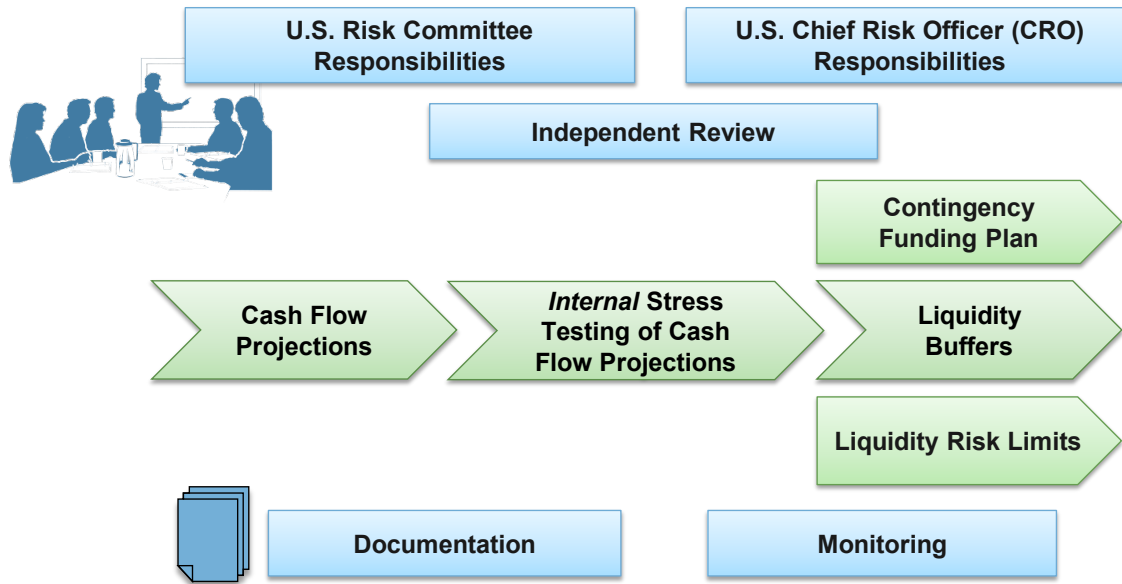 U.S. Risk Committee
Responsibilities
U.S. Chief Risk Officer (CRO)
Responsibilities
Independent Review
Contingency
Funding Plan
Cash Flow
Projections
Internal Stress
Testing of Cash
Flow Projections
Liquidity
Buffers
Liquidity Risk Limits
Documentation
Monitoring